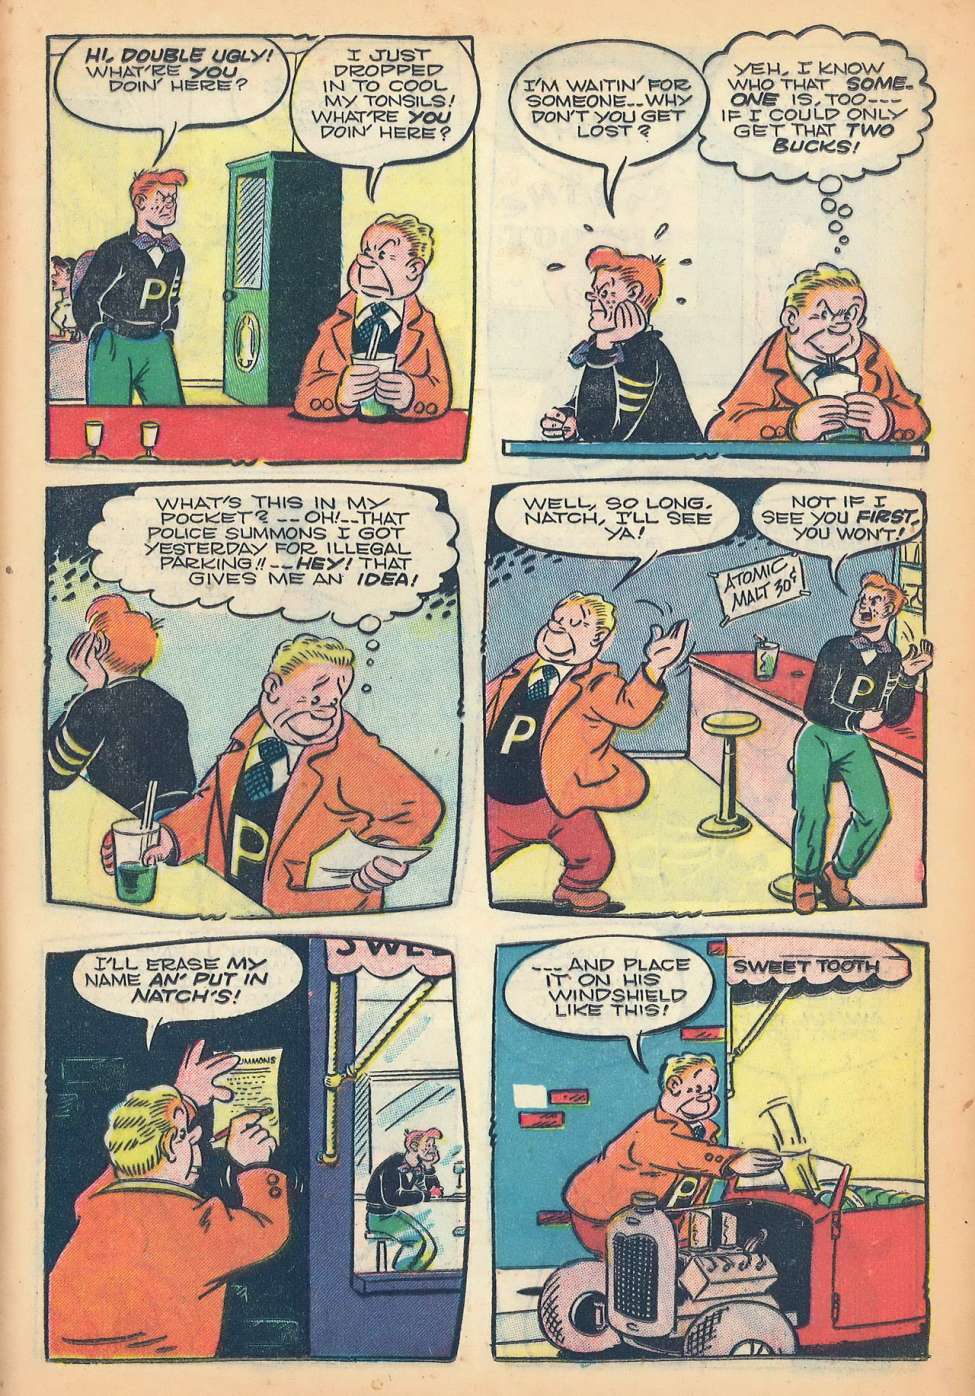 HI, DOUBLE UGLY!
WHAT'RE YOU
DOIN' HERE?
I JUST
DROPPED
IN TO COOL
MY TONSILS!
WHAT'RE YOU
DOIN' HERE?
P
I'M WAITIN' FOR
SOMEONE--WHY
DON'T YOU GET
LOST?
YEH, I KNOW
WHO THAT SOME-
ONE IS, TOO---
IF I COULD ONLY
GET THAT TWO
BUCKS!
WHAT'S THIS IN MY
POCKET?--OH!--THAT
POLICE SUMMONS I GOT
YESTERDAY FOR ILLEGAL
PARKING!!--HEY! THAT
GIVES ME AN IDEA!
P
WELL, SO LONG,
NATCH, I'LL SEE
YA!
NOT IF I
SEE YOU FIRST,
YOU WON'T!
ATOMIC
MALT 30¢
P
P
I'LL ERASE MY
NAME AN' PUT IN
NATCH'S!
SWEE
UMMONS
---AND PLACE
IT ON HIS
WINDSHIELD
LIKE THIS!
SWEET TOOTH
P